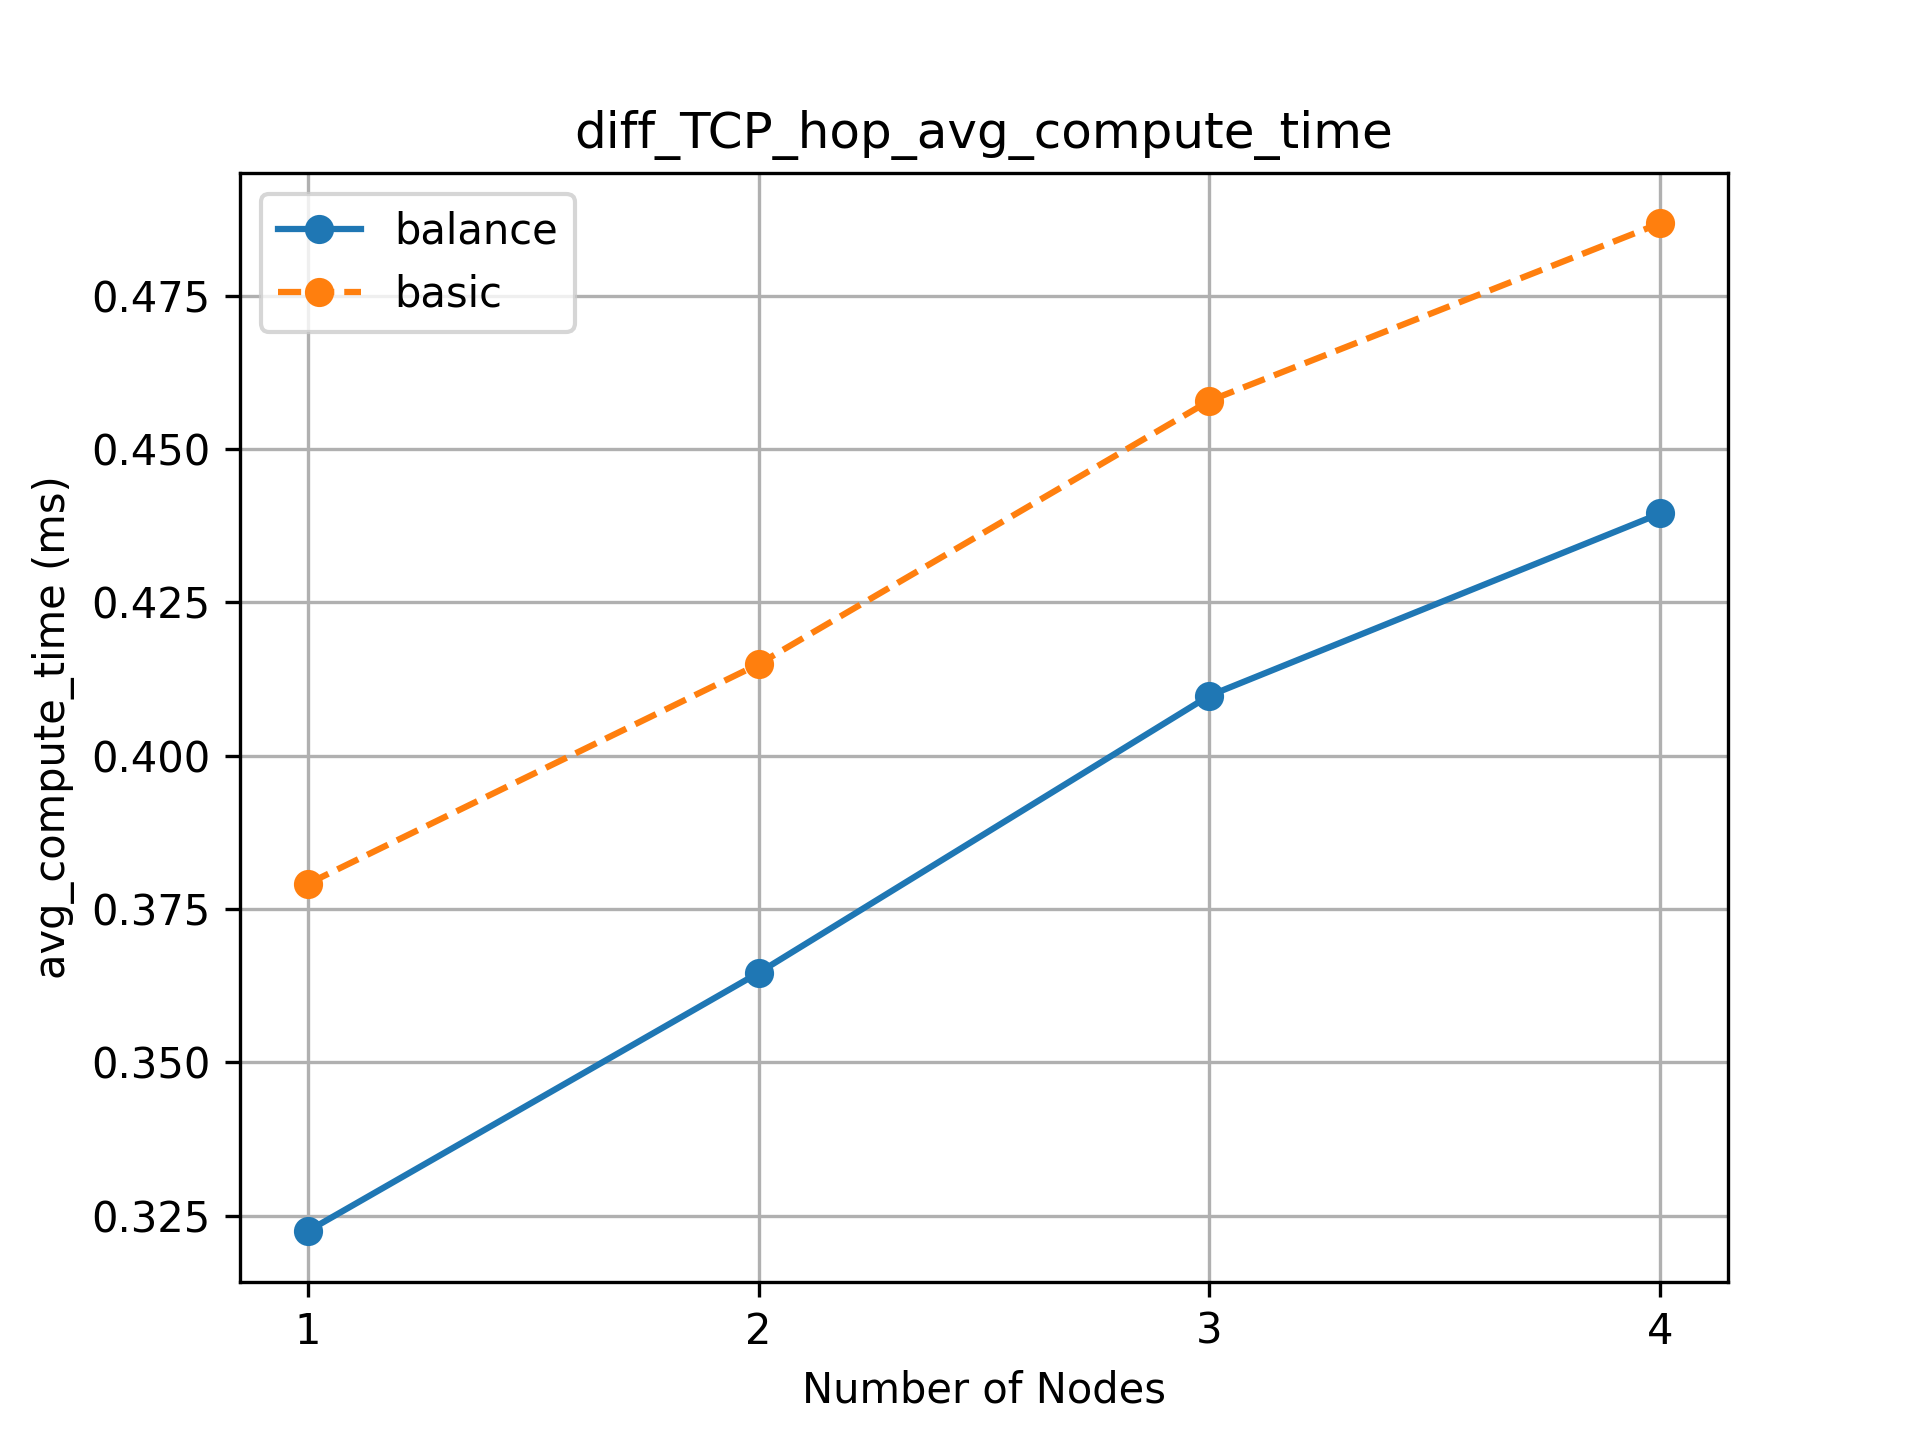 diff_TCP_hop_avg_compute_time
balance
basic
avg_compute_time (ms)
0.475
0.450
0.425
0.400
0.375
0.350
0.325
1 2 3 4
Number of Nodes